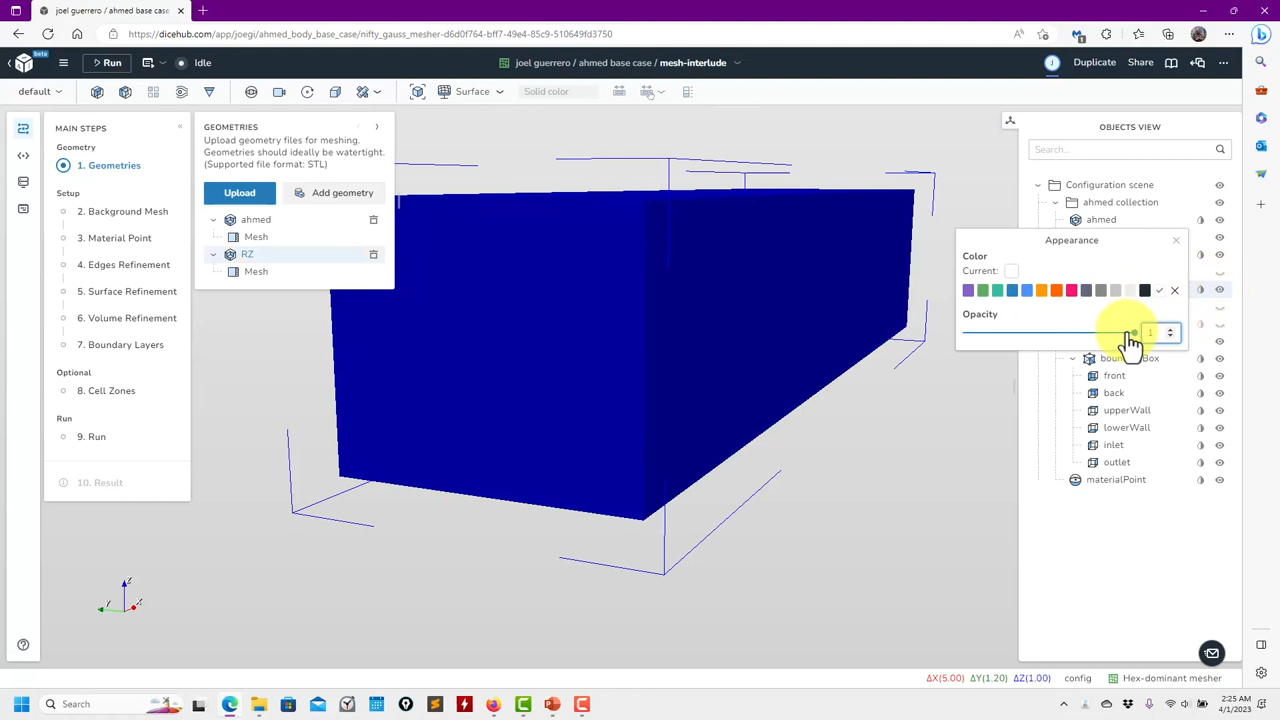 joel guerrero / ahmed base case
https://dicehub.com/app/joegi/ahmed_body_base_case/nifty_gauss_mesher-d6d0f764-bff7-49e4-85c9-510649fd3750
beta
Run
Idle
joel guerrero / ahmed base case / mesh-interlude
J
Duplicate
Share
default
Surface
Solid color
MAIN STEPS
Geometry
1. Geometries
Setup
2. Background Mesh
3. Material Point
4. Edges Refinement
5. Surface Refinement
6. Volume Refinement
7. Boundary Layers
Optional
8. Cell Zones
Run
9. Run
10. Result
GEOMETRIES
Upload geometry files for meshing.
Geometries should ideally be watertight.
(Supported file format: STL)
Upload
Add geometry
ahmed
Mesh
RZ
Mesh
OBJECTS VIEW
Search...
Configuration scene
ahmed collection
ahmed
Appearance
Color
Current:
Opacity
1
front
back
upperWall
lowerWall
inlet
outlet
materialPoint
Z
Y
X
ΔX(5.00)
ΔY(1.20)
ΔZ(1.00)
config
Hex-dominant mesher
Search
2:25 AM
4/1/2023